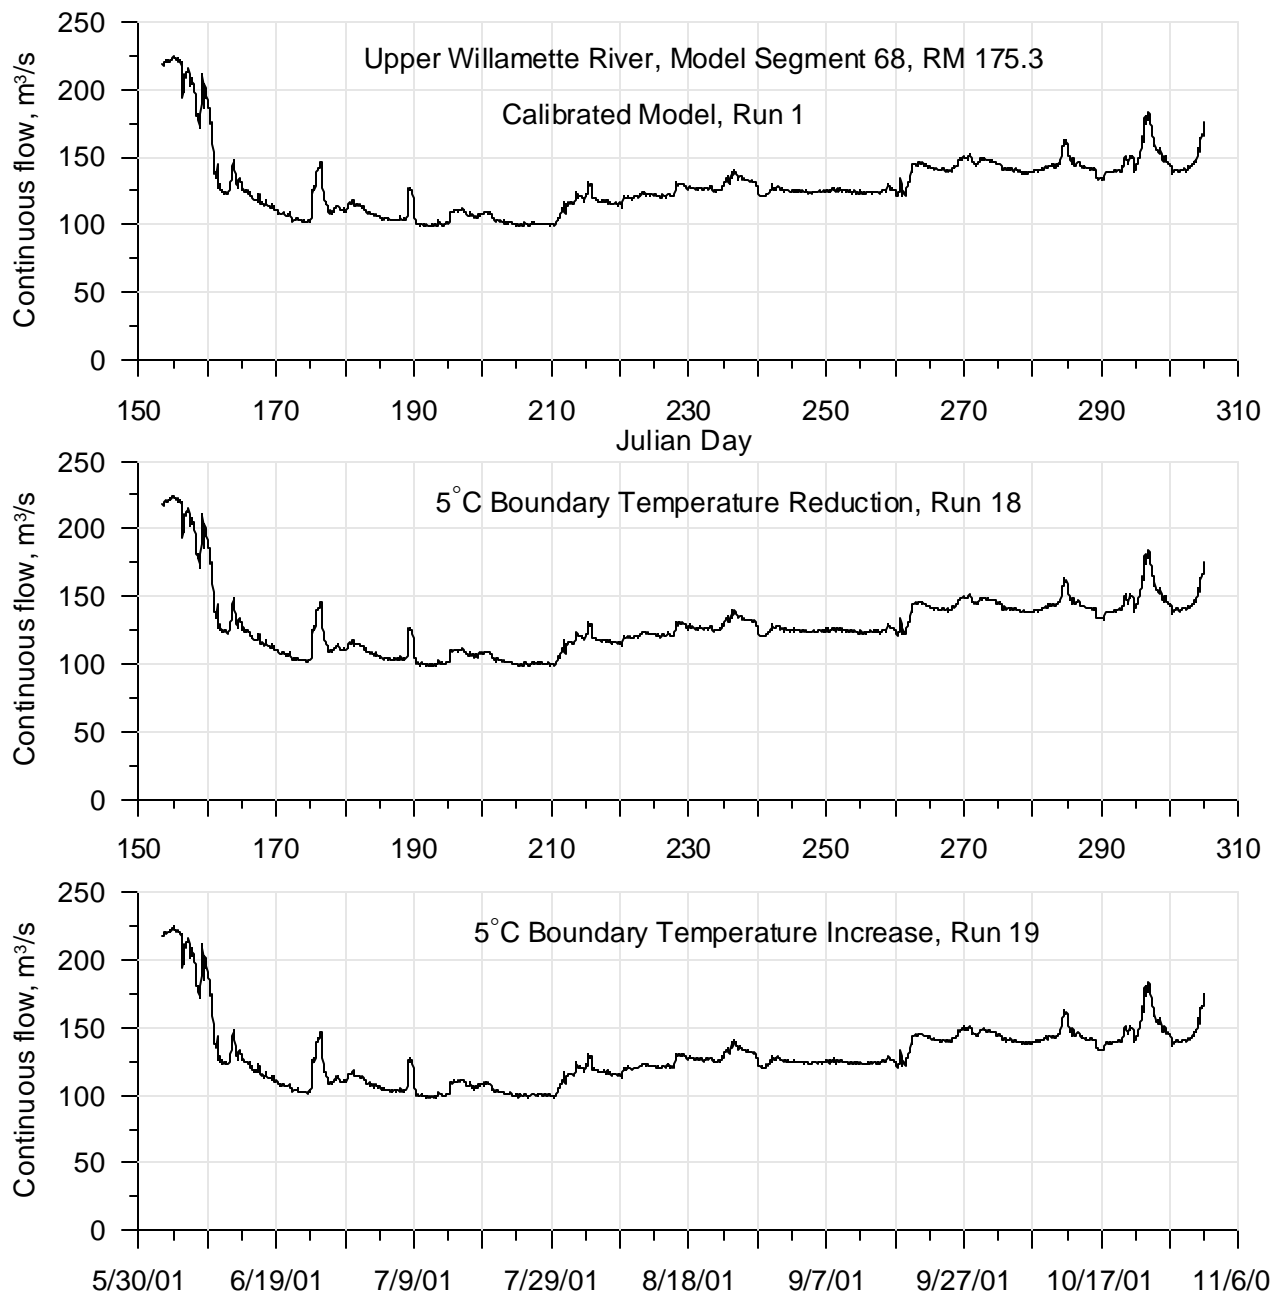 250
200
150
100
50
0
Continuous flow, m³/s
Upper Willamette River, Model Segment 68, RM 175.3
Calibrated Model, Run 1
150 170 190 210 230 250 270 290 310
Julian Day
250
200
150
100
50
0
Continuous flow, m³/s
5°C Boundary Temperature Reduction, Run 18
150 170 190 210 230 250 270 290 310
250
200
150
100
50
0
Continuous flow, m³/s
5°C Boundary Temperature Increase, Run 19
5/30/01 6/19/01 7/9/01 7/29/01 8/18/01 9/7/01 9/27/01 10/17/01 11/6/0